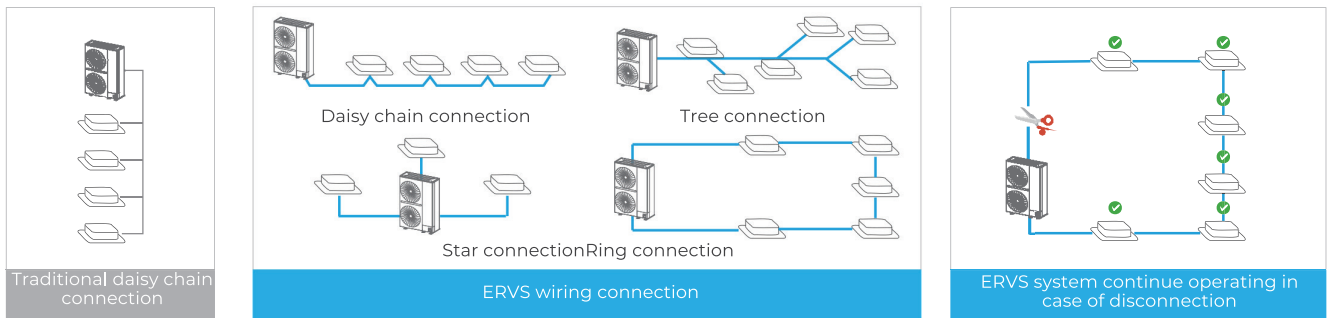 Traditional daisy chain
connection
Daisy chain connection
Tree connection
Star connectionRing connection
ERVS wiring connection
ERVS system continue operating in
case of disconnection